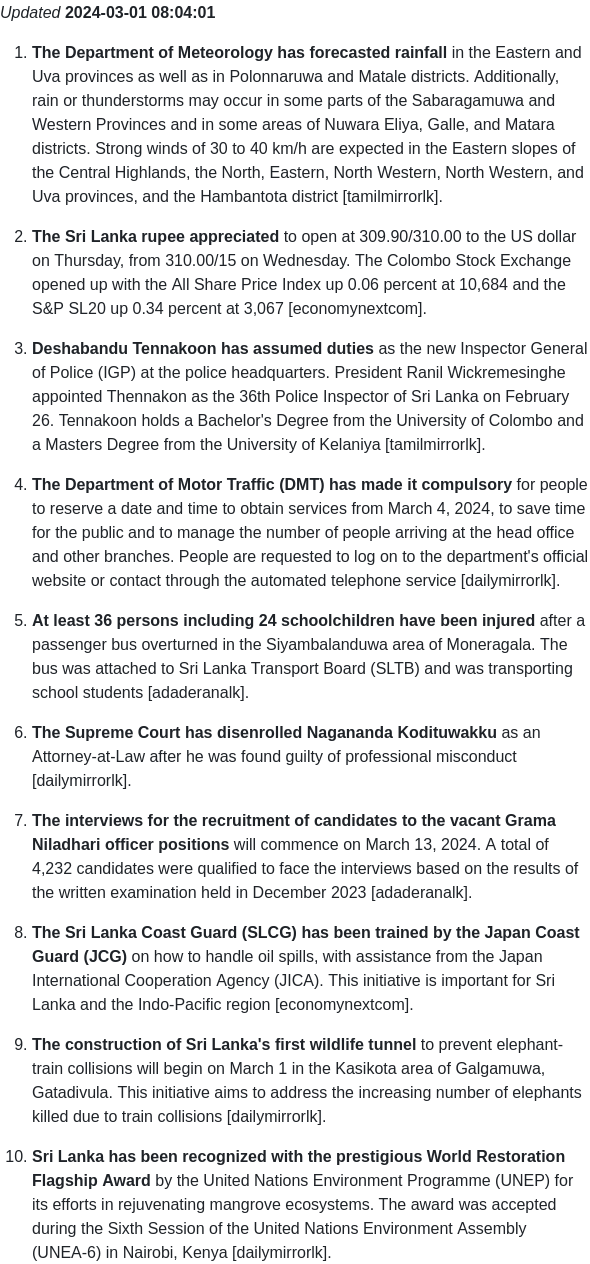 Updated 2024-03-01 08:04:01
1. The Department of Meteorology has forecasted rainfall in the Eastern and
Uva provinces as well as in Polonnaruwa and Matale districts. Additionally,
rain or thunderstorms may occur in some parts of the Sabaragamuwa and
Western Provinces and in some areas of Nuwara Eliya, Galle, and Matara
districts. Strong winds of 30 to 40 km/h are expected in the Eastern slopes of
the Central Highlands, the North, Eastern, North Western, North Western, and
Uva provinces, and the Hambantota district [tamilmirrorlk].
2. The Sri Lanka rupee appreciated to open at 309.90/310.00 to the US dollar
on Thursday, from 310.00/15 on Wednesday. The Colombo Stock Exchange
opened up with the All Share Price Index up 0.06 percent at 10,684 and the
S&P SL20 up 0.34 percent at 3,067 [economynextcom].
3. Deshabandu Tennakoon has assumed duties as the new Inspector General
of Police (IGP) at the police headquarters. President Ranil Wickremesinghe
appointed Thennakon as the 36th Police Inspector of Sri Lanka on February
26. Tennakoon holds a Bachelor's Degree from the University of Colombo and
a Masters Degree from the University of Kelaniya [tamilmirrorlk].
4. The Department of Motor Traffic (DMT) has made it compulsory for people
to reserve a date and time to obtain services from March 4, 2024, to save time
for the public and to manage the number of people arriving at the head office
and other branches. People are requested to log on to the department's official
website or contact through the automated telephone service [dailymirrorlk].
5. At least 36 persons including 24 schoolchildren have been injured after a
passenger bus overturned in the Siyambalanduwa area of Moneragala. The
bus was attached to Sri Lanka Transport Board (SLTB) and was transporting
school students [adaderanalk].
6. The Supreme Court has disenrolled Nagananda Kodituwakku as an
Attorney-at-Law after he was found guilty of professional misconduct
[dailymirrorlk].
7. The interviews for the recruitment of candidates to the vacant Grama
Niladhari officer positions will commence on March 13, 2024. A total of
4,232 candidates were qualified to face the interviews based on the results of
the written examination held in December 2023 [adaderanalk].
8. The Sri Lanka Coast Guard (SLCG) has been trained by the Japan Coast
Guard (JCG) on how to handle oil spills, with assistance from the Japan
International Cooperation Agency (JICA). This initiative is important for Sri
Lanka and the Indo-Pacific region [economynextcom].
9. The construction of Sri Lanka's first wildlife tunnel to prevent elephant-
train collisions will begin on March 1 in the Kasikota area of Galgamuwa,
Gatadivula. This initiative aims to address the increasing number of elephants
killed due to train collisions [dailymirrorlk].
10. Sri Lanka has been recognized with the prestigious World Restoration
Flagship Award by the United Nations Environment Programme (UNEP) for
its efforts in rejuvenating mangrove ecosystems. The award was accepted
during the Sixth Session of the United Nations Environment Assembly
(UNEA-6) in Nairobi, Kenya [dailymirrorlk].